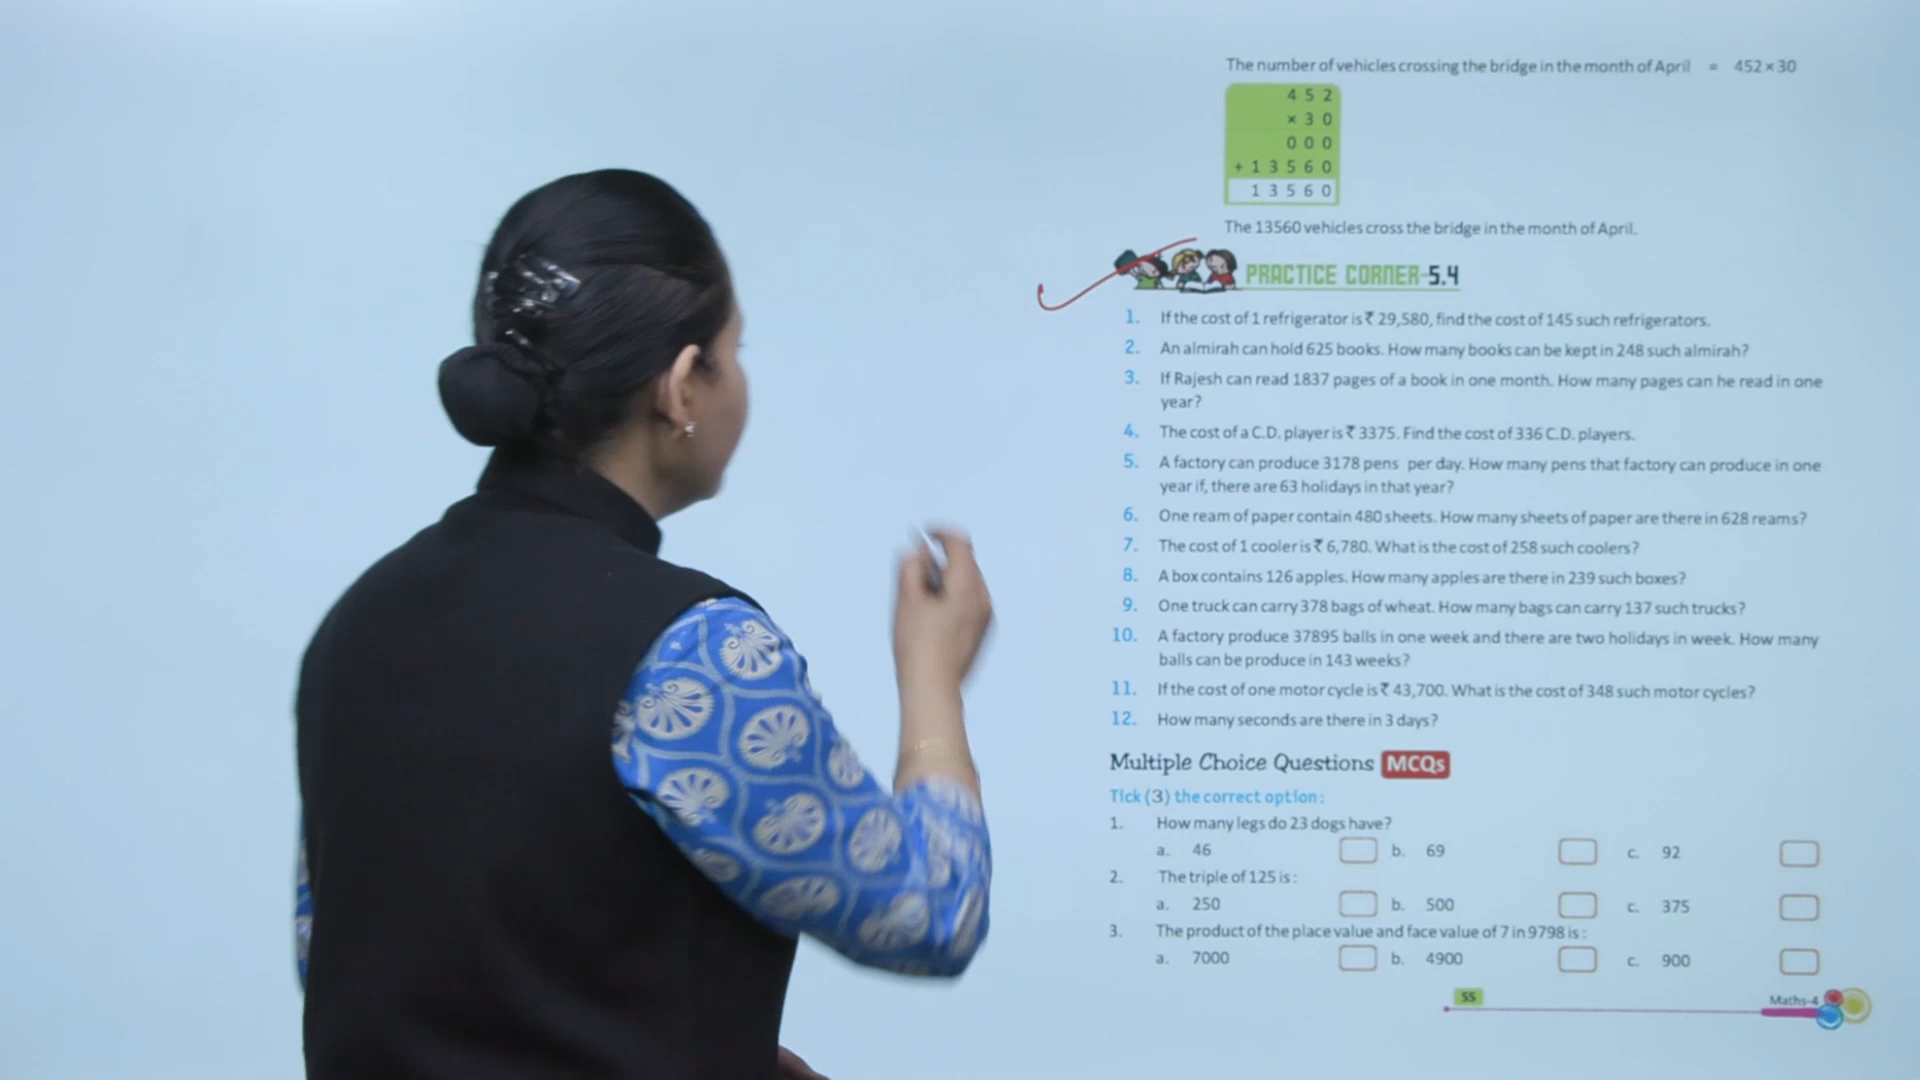 The number of vehicles crossing the bridge in the month of April = 452×30
4 5 2
× 3 0
0 0 0
+ 1 3 5 6 0
1 3 5 6 0
The 13560 vehicles cross the bridge in the month of April.
PRACTICE CORNER-5.4
1. If the cost of 1 refrigerator is ₹ 29,580, find the cost of 145 such refrigerators.
2. An almirah can hold 625 books. How many books can be kept in 248 such almirah?
3. If Rajesh can read 1837 pages of a book in one month. How many pages can he read in one
year?
4. The cost of a C.D. player is ₹ 3375. Find the cost of 336 C.D. players.
5. A factory can produce 3178 pens per day. How many pens that factory can produce in one
year if, there are 63 holidays in that year?
6. One ream of paper contain 480 sheets. How many sheets of paper are there in 628 reams?
7. The cost of 1 cooler is ₹ 6,780. What is the cost of 258 such coolers?
8. A box contains 126 apples. How many apples are there in 239 such boxes?
9. One truck can carry 378 bags of wheat. How many bags can carry 137 such trucks?
10. A factory produce 37895 balls in one week and there are two holidays in week. How many
balls can be produce in 143 weeks?
11. If the cost of one motor cycle is ₹ 43,700. What is the cost of 348 such motor cycles?
12. How many seconds are there in 3 days?
Multiple Choice Questions MCQs
Tick (3) the correct option:
1. How many legs do 23 dogs have?
a. 46 b. 69 c. 92
2. The triple of 125 is :
a. 250 b. 500 c. 375
3. The product of the place value and face value of 7 in 9798 is :
a. 7000 b. 4900 c. 900
55
Maths-4